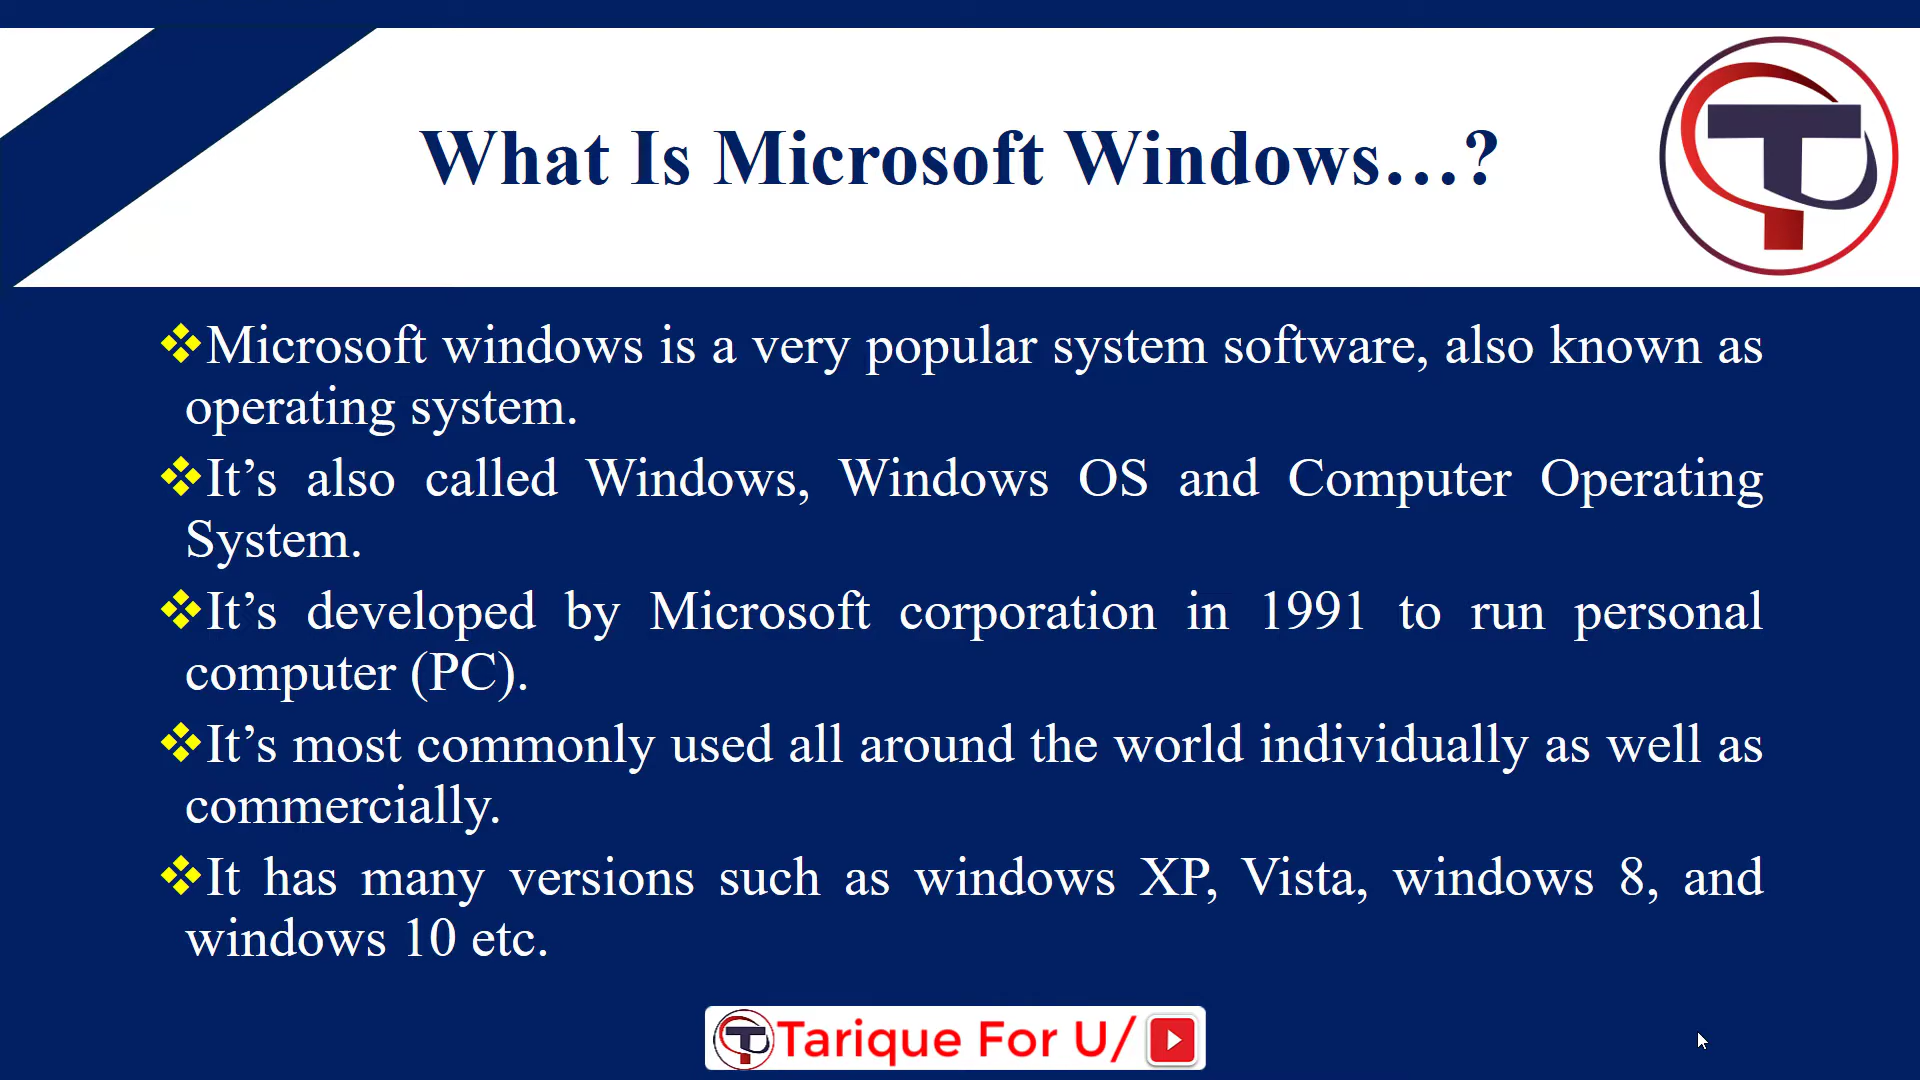 What Is Microsoft Windows…?
❖Microsoft windows is a very popular system software, also known as
operating system.
❖It’s also called Windows, Windows OS and Computer Operating
System.
❖It’s developed by Microsoft corporation in 1991 to run personal
computer (PC).
❖It’s most commonly used all around the world individually as well as
commercially.
❖It has many versions such as windows XP, Vista, windows 8, and
windows 10 etc.
Tarique For U/